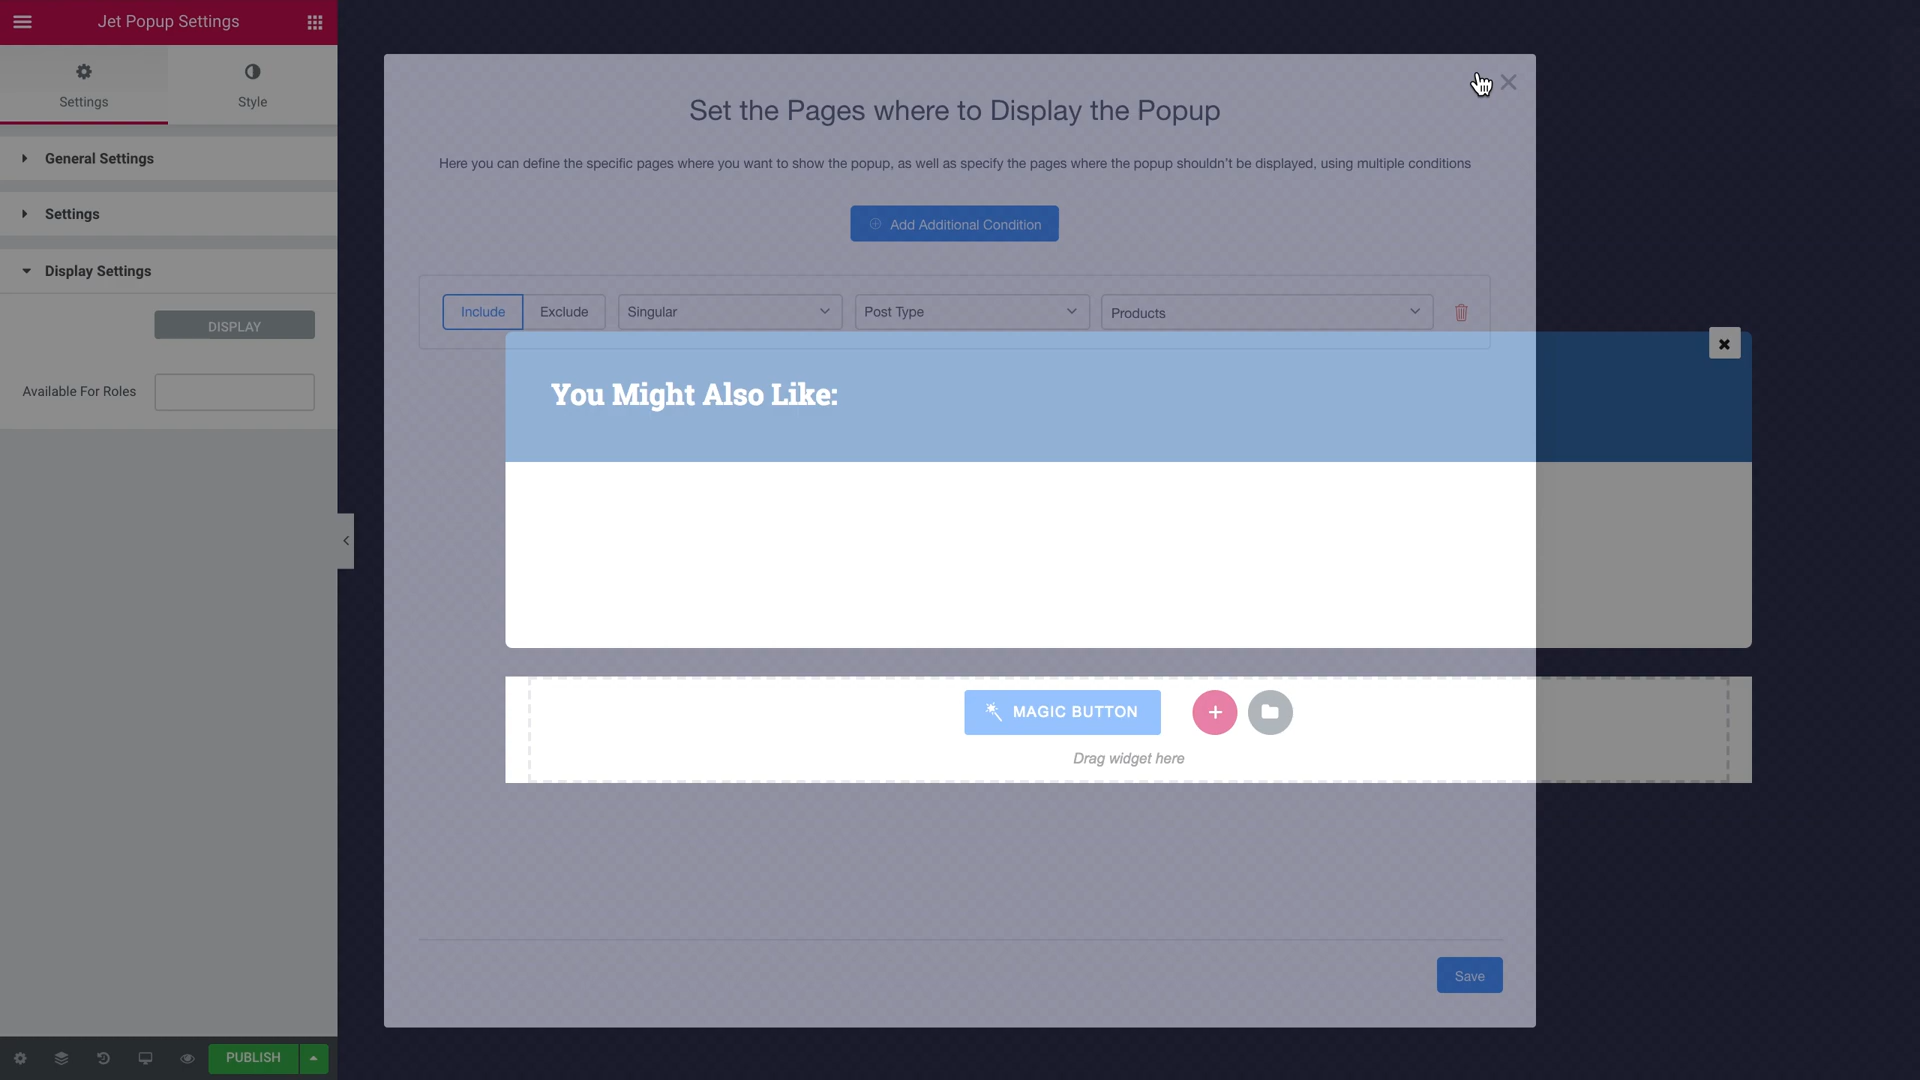 Jet Popup Settings
Settings
Style
General Settings
Settings
Display Settings
DISPLAY
Available For Roles
PUBLISH
Set the Pages where to Display the Popup
Here you can define the specific pages where you want to show the popup, as well as specify the pages where the popup shouldn't be displayed, using multiple conditions
Add Additional Condition
Include Exclude Singular Post Type Products
You Might Also Like:
MAGIC BUTTON
Drag widget here
Save